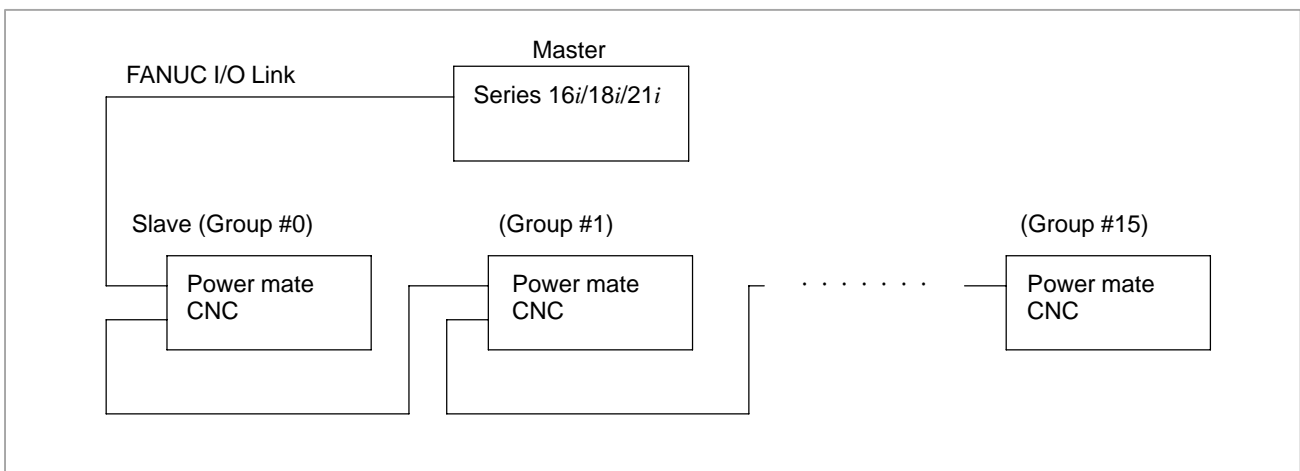 Master
FANUC I/O Link
Series 16i/18i/21i
Slave (Group #0)
(Group #1)
(Group #15)
Power mate
CNC
Power mate
CNC
. . . . . . .
Power mate
CNC